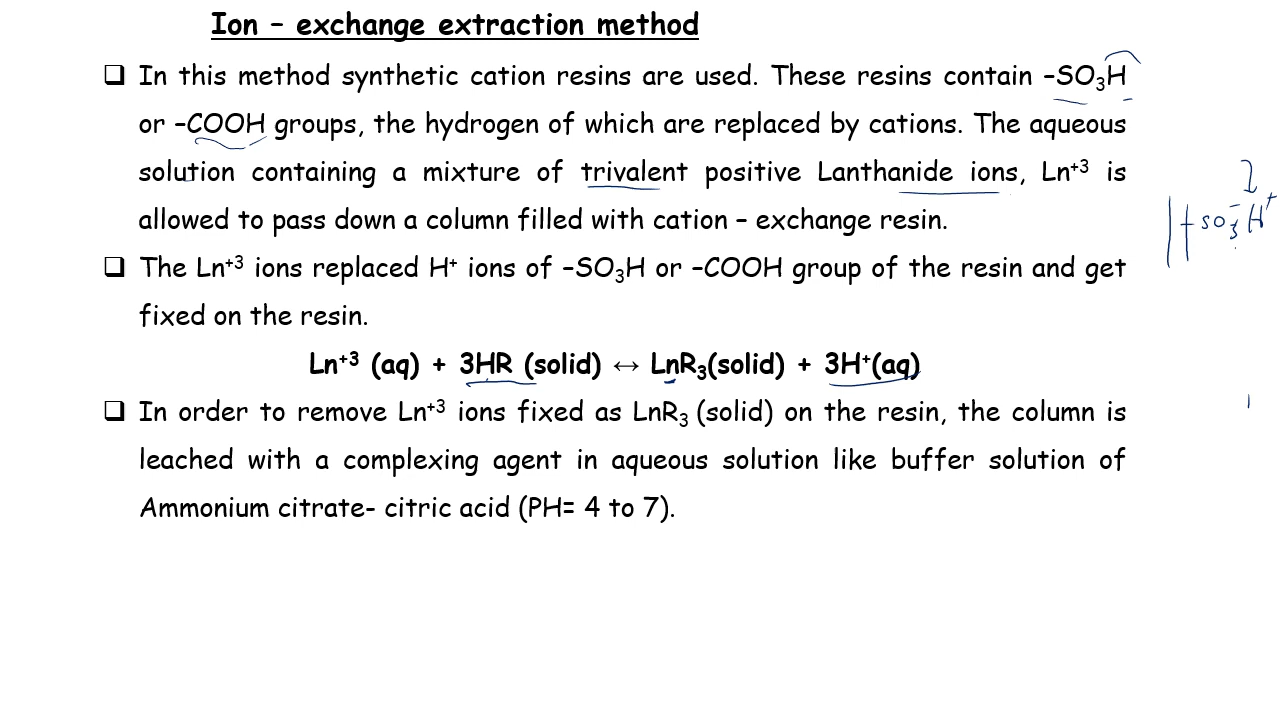 Ion – exchange extraction method
❑ In this method synthetic cation resins are used. These resins contain –SO₃H
or –COOH groups, the hydrogen of which are replaced by cations. The aqueous
solution containing a mixture of trivalent positive Lanthanide ions, Ln⁺³ is
allowed to pass down a column filled with cation – exchange resin.
SO₃⁻H⁺
❑ The Ln⁺³ ions replaced H⁺ ions of –SO₃H or –COOH group of the resin and get
fixed on the resin.
Ln⁺³ (aq) + 3HR (solid) ↔ LnR₃(solid) + 3H⁺(aq)
❑ In order to remove Ln⁺³ ions fixed as LnR₃ (solid) on the resin, the column is
leached with a complexing agent in aqueous solution like buffer solution of
Ammonium citrate- citric acid (PH= 4 to 7).